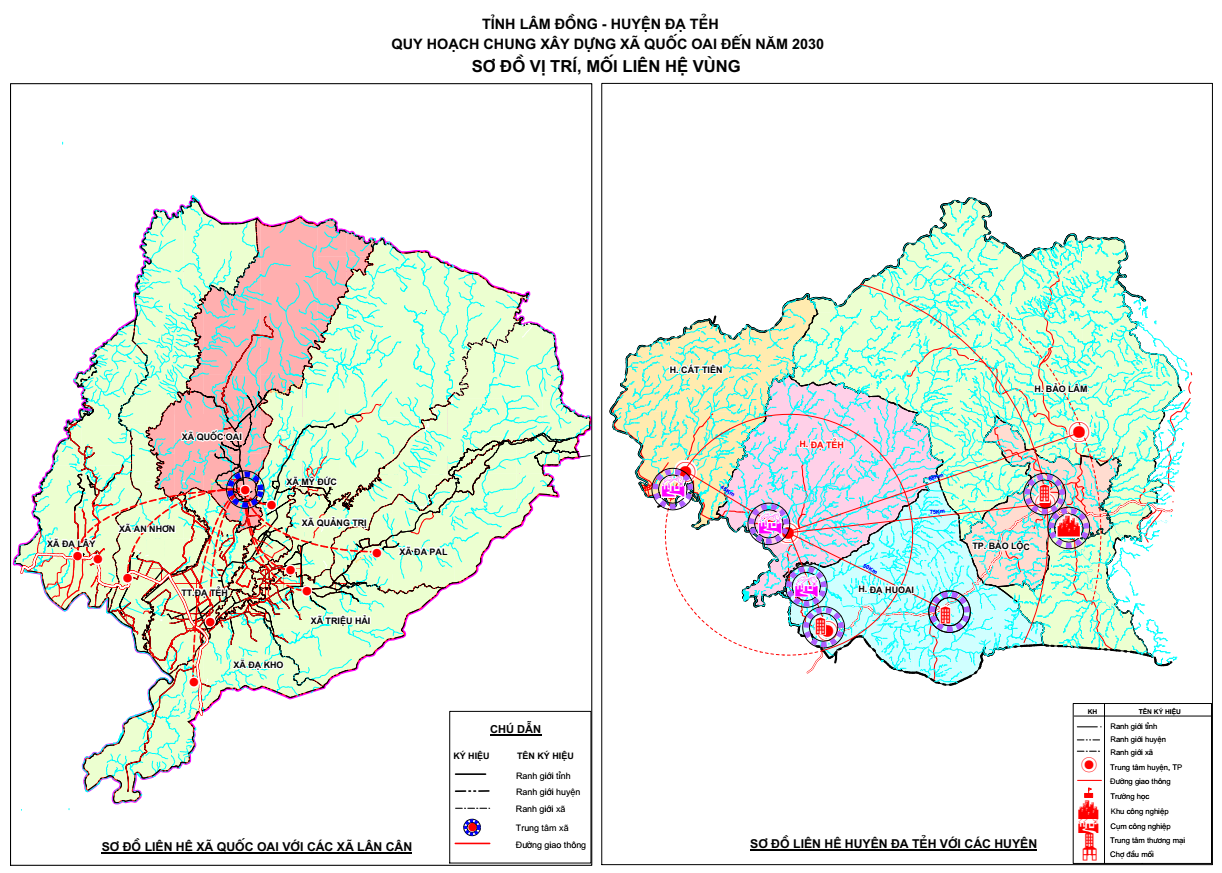 TỈNH LÂM ĐỒNG - HUYỆN ĐẠ TẺH
QUY HOẠCH CHUNG XÂY DỰNG XÃ QUỐC OAI ĐẾN NĂM 2030
SƠ ĐỒ VỊ TRÍ, MỐI LIÊN HỆ VÙNG
XÃ QUỐC OAI
XÃ MỸ ĐỨC
XÃ QUẢNG TRỊ
XÃ AN NHƠN
XÃ ĐẠ LÂY
XÃ ĐẠ PAL
TT.ĐẠ TẺH
XÃ TRIỆU HẢI
XÃ ĐẠ KHO
CHÚ DẪN
KÝ HIỆU TÊN KÝ HIỆU
Ranh giới tỉnh
Ranh giới huyện
Ranh giới xã
Trung tâm xã
Đường giao thông
SƠ ĐỒ LIÊN HỆ XÃ QUỐC OAI VỚI CÁC XÃ LÂN CÂN
H. CÁT TIÊN
H. BẢO LÂM
H. ĐẠ TẺH
TP. BẢO LỘC
H. ĐẠ HUOAI
75Km
KH TÊN KÝ HIỆU
Ranh giới tỉnh
Ranh giới huyện
Ranh giới xã
Trung tâm huyện, TP
Đường giao thông
Trường học
Khu công nghiệp
Cụm công nghiệp
Trung tâm thương mại
Chợ đầu mối
SƠ ĐỒ LIÊN HÊ HUYÊN ĐA TẺH VỚI CÁC HUYÊN